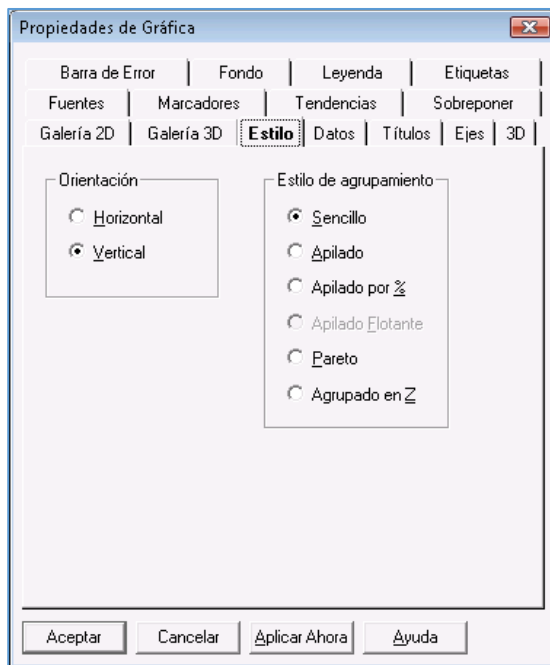 Propiedades de Gráfica
Barra de Error Fondo Leyenda Etiquetas
Fuentes Marcadores Tendencias Sobreponer
Galería 2D Galería 3D Estilo Datos Títulos Ejes 3D
Orientación
Horizontal
Vertical
Estilo de agrupamiento
Sencillo
Apilado
Apilado por %
Apilado Flotante
Pareto
Agrupado en Z
Aceptar Cancelar Aplicar Ahora Ayuda